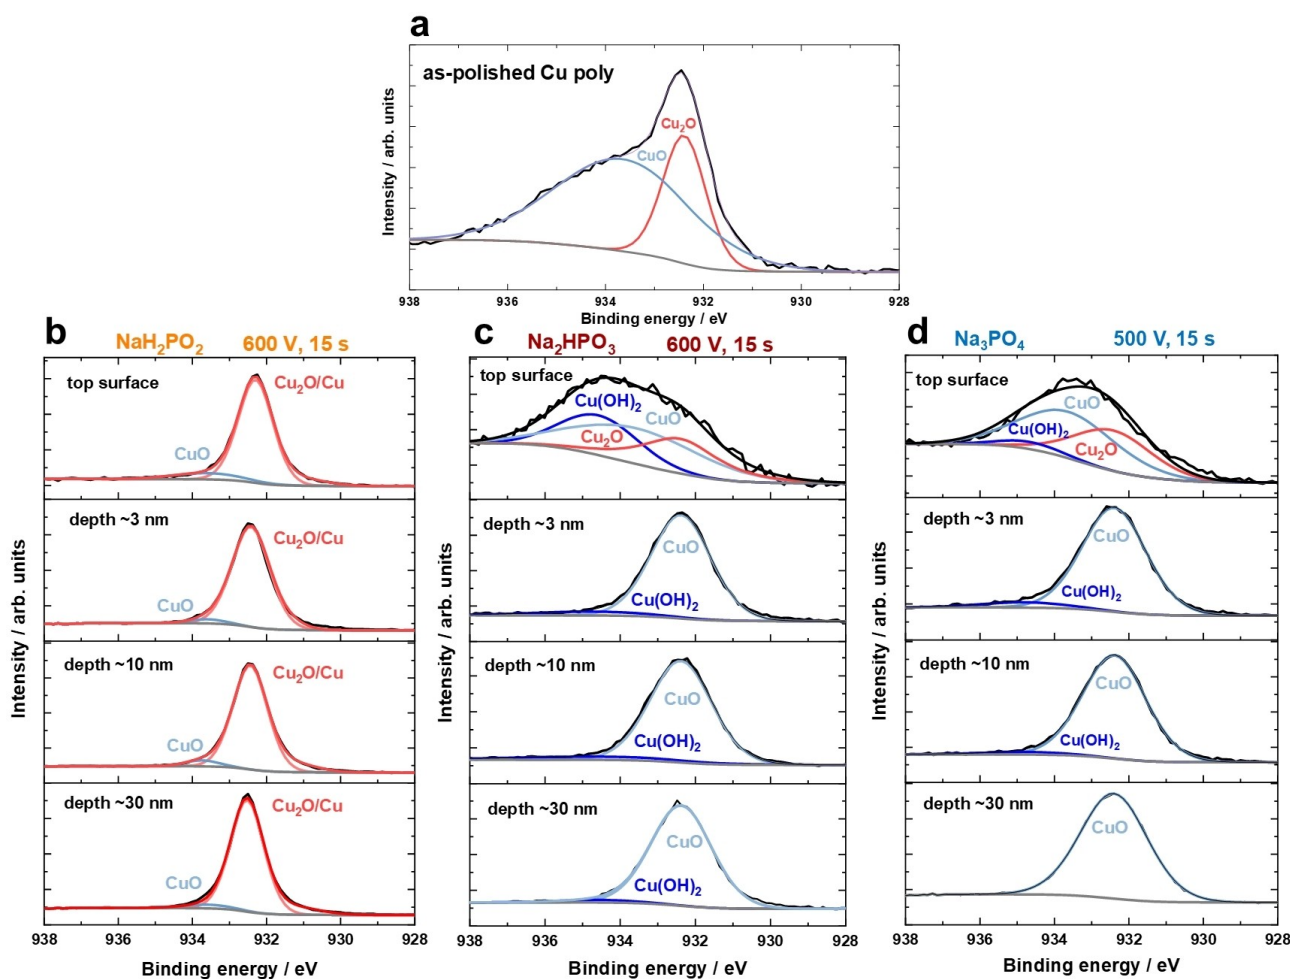 a
as-polished Cu poly
Cu₂O
CuO
Intensity / arb. units
938 936 934 932 930 928
Binding energy / eV
b
NaH₂PO₂ 600 V, 15 s
top surface
Cu₂O/Cu
CuO
depth ~3 nm
Cu₂O/Cu
CuO
depth ~10 nm
Cu₂O/Cu
CuO
depth ~30 nm
Cu₂O/Cu
CuO
Intensity / arb. units
938 936 934 932 930 928
Binding energy / eV
c
Na₂HPO₃ 600 V, 15 s
top surface
Cu(OH)₂
CuO
Cu₂O
depth ~3 nm
CuO
Cu(OH)₂
depth ~10 nm
CuO
Cu(OH)₂
depth ~30 nm
CuO
Cu(OH)₂
Intensity / arb. units
938 936 934 932 930 928
Binding energy / eV
d
Na₃PO₄ 500 V, 15 s
top surface
CuO
Cu(OH)₂
Cu₂O
depth ~3 nm
CuO
Cu(OH)₂
depth ~10 nm
CuO
Cu(OH)₂
depth ~30 nm
CuO
Intensity / arb. units
938 936 934 932 930 928
Binding energy / eV